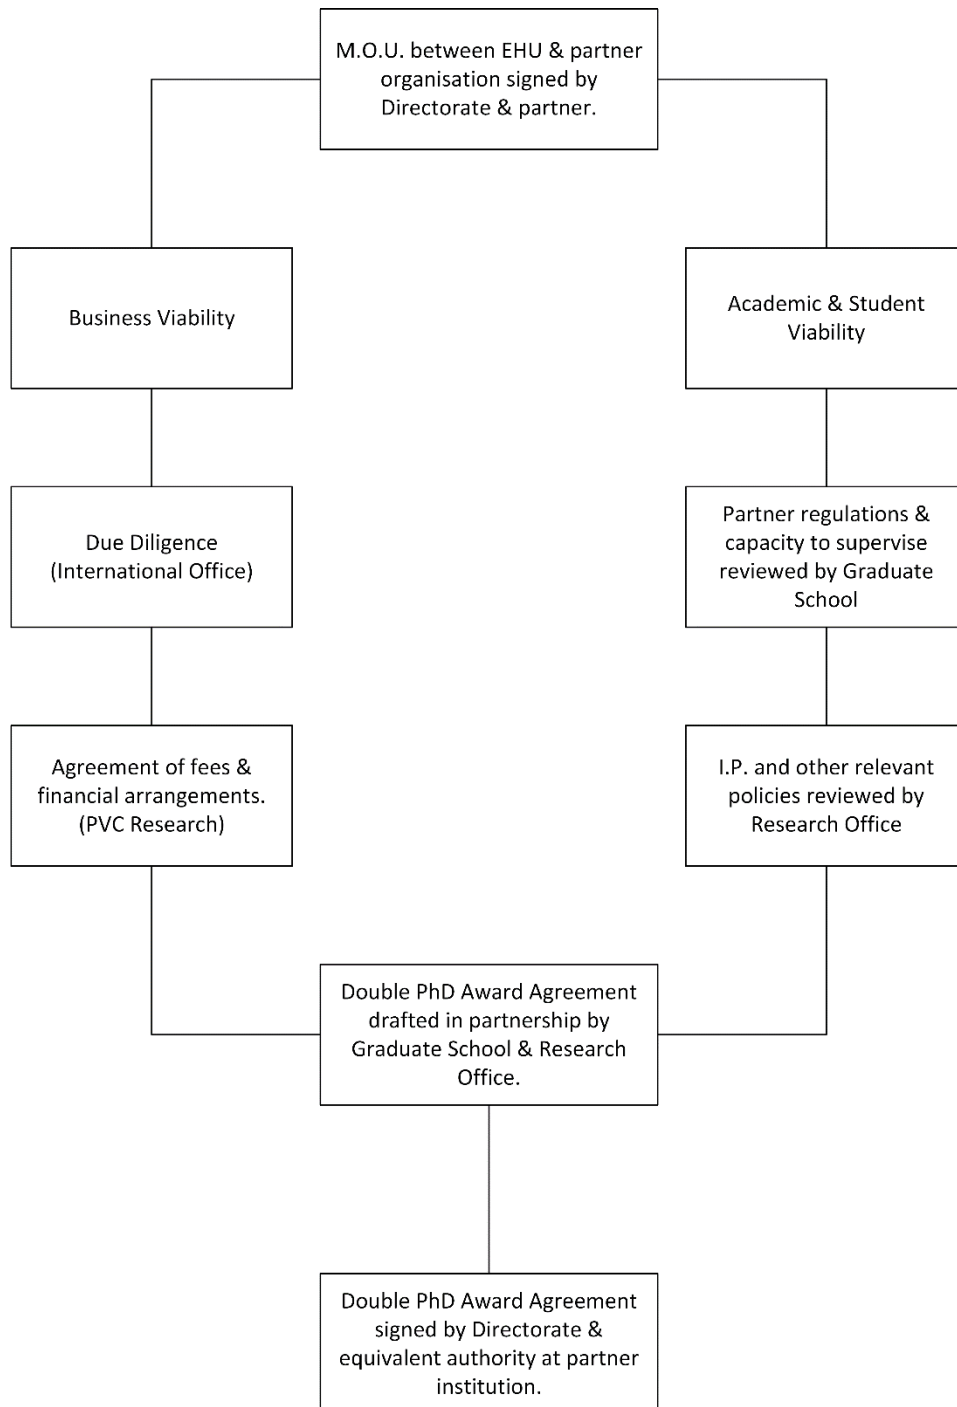 M.O.U. between EHU & partner
organisation signed by
Directorate & partner.
Business Viability
Academic & Student
Viability
Due Diligence
(International Office)
Partner regulations &
capacity to supervise
reviewed by Graduate
School
Agreement of fees &
financial arrangements.
(PVC Research)
I.P. and other relevant
policies reviewed by
Research Office
Double PhD Award Agreement
drafted in partnership by
Graduate School & Research
Office.
Double PhD Award Agreement
signed by Directorate &
equivalent authority at partner
institution.